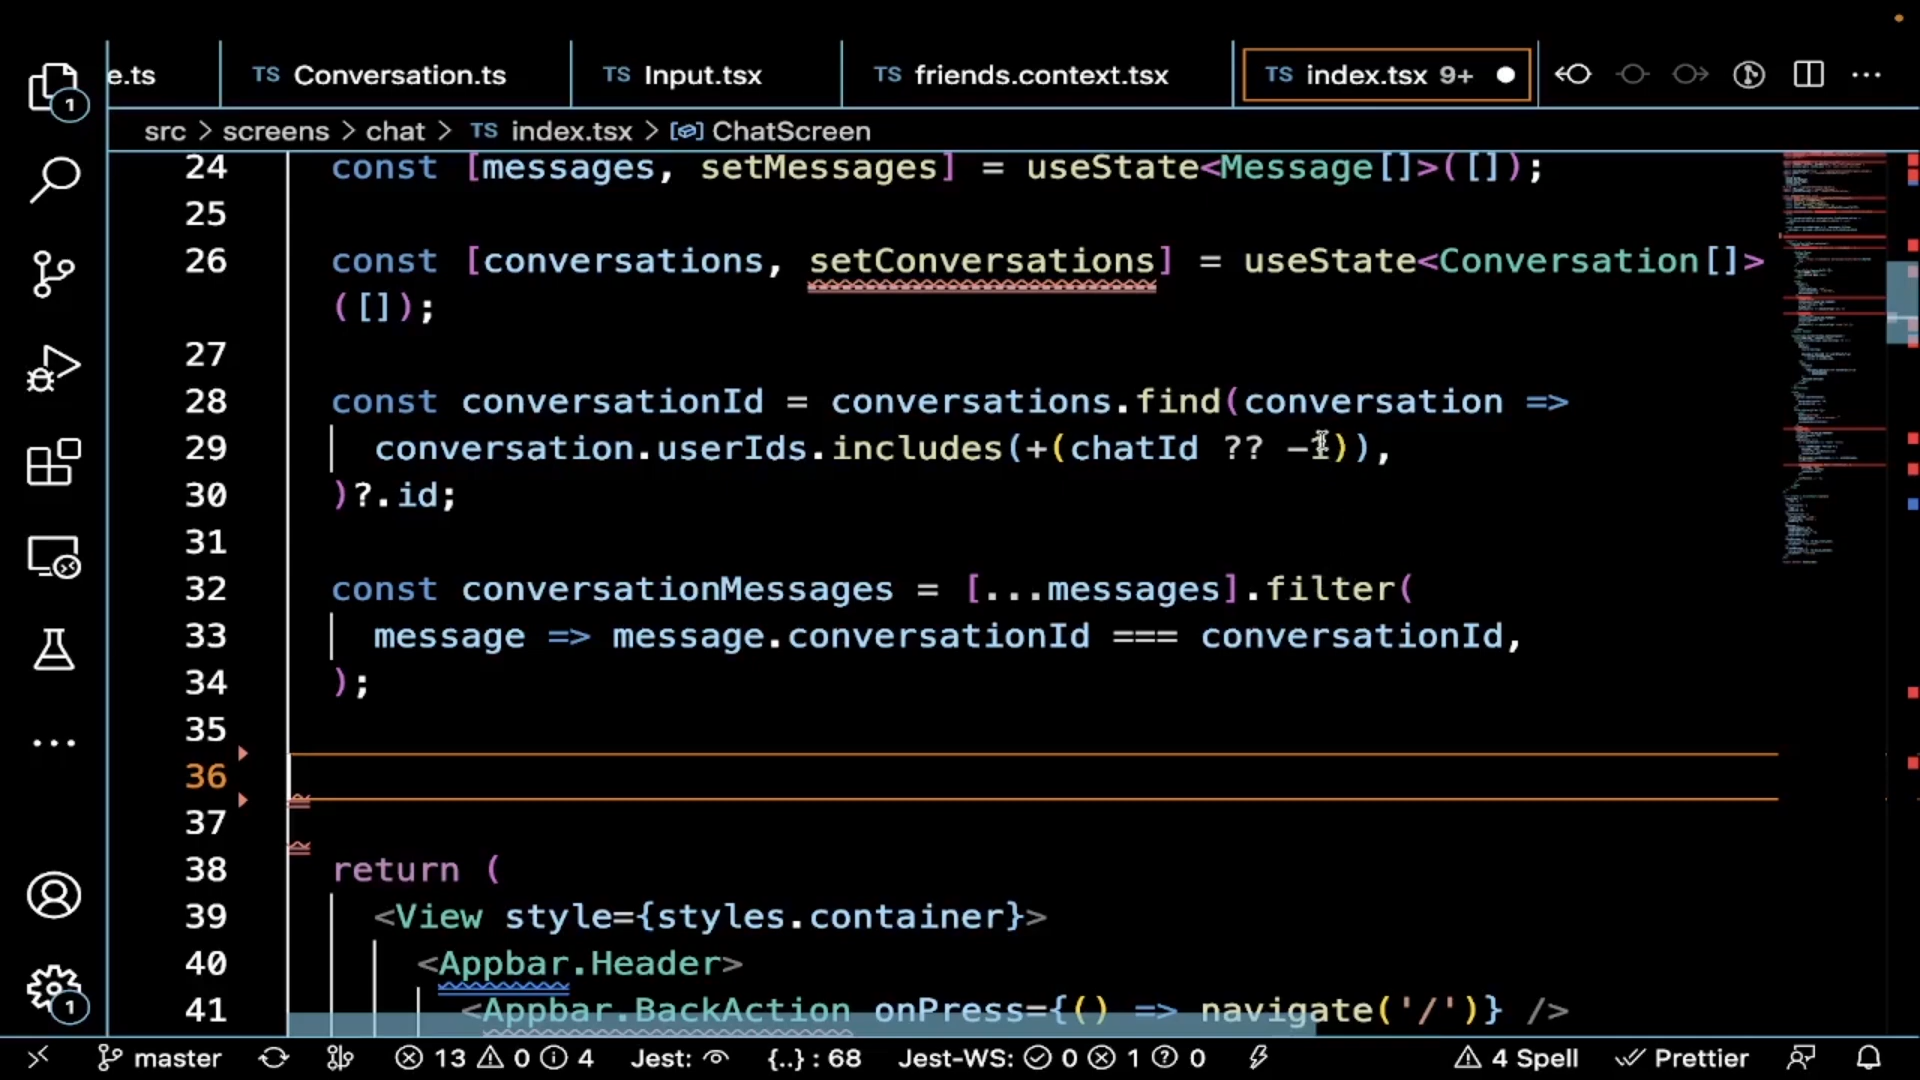 e.ts TS Conversation.ts TS Input.tsx TS friends.context.tsx TS index.tsx 9+
src > screens > chat > TS index.tsx > ChatScreen
24 const [messages, setMessages] = useState<Message[]>([]);
25
26 const [conversations, setConversations] = useState<Conversation[]>
([]);
27
28 const conversationId = conversations.find(conversation =>
29 conversation.userIds.includes(+(chatId ?? -1)),
30 )?.id;
31
32 const conversationMessages = [...messages].filter(
33 message => message.conversationId === conversationId,
34 );
35
36
37
38 return (
39 <View style={styles.container}>
40 <Appbar.Header>
41 <Appbar.BackAction onPress={() => navigate('/')} />
1
1
master 13 0 4 Jest: {..} : 68 Jest-WS: 0 1 0 4 Spell Prettier